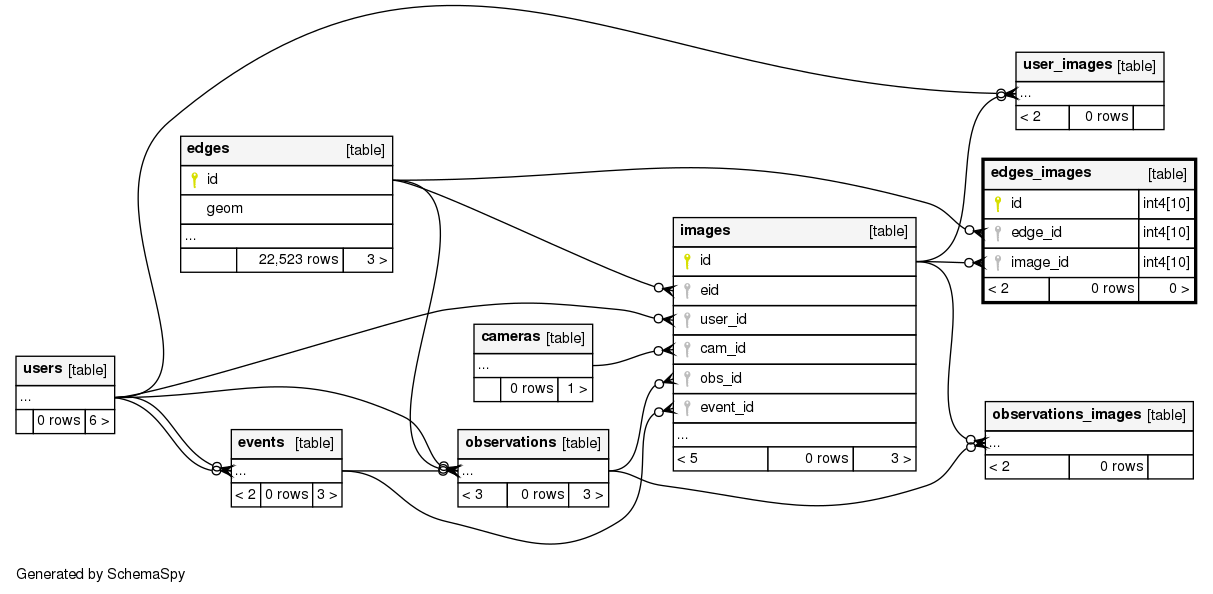 user_images [table]
...
< 2 0 rows
edges [table]
id
geom
...
22,523 rows 3 >
edges_images [table]
id int4[10]
edge_id int4[10]
image_id int4[10]
< 2 0 rows 0 >
images [table]
id
eid
user_id
cam_id
obs_id
event_id
...
< 5 0 rows 3 >
cameras [table]
...
0 rows 1 >
users [table]
...
0 rows 6 >
events [table]
...
< 2 0 rows 3 >
observations [table]
...
< 3 0 rows 3 >
observations_images [table]
...
< 2 0 rows
Generated by SchemaSpy